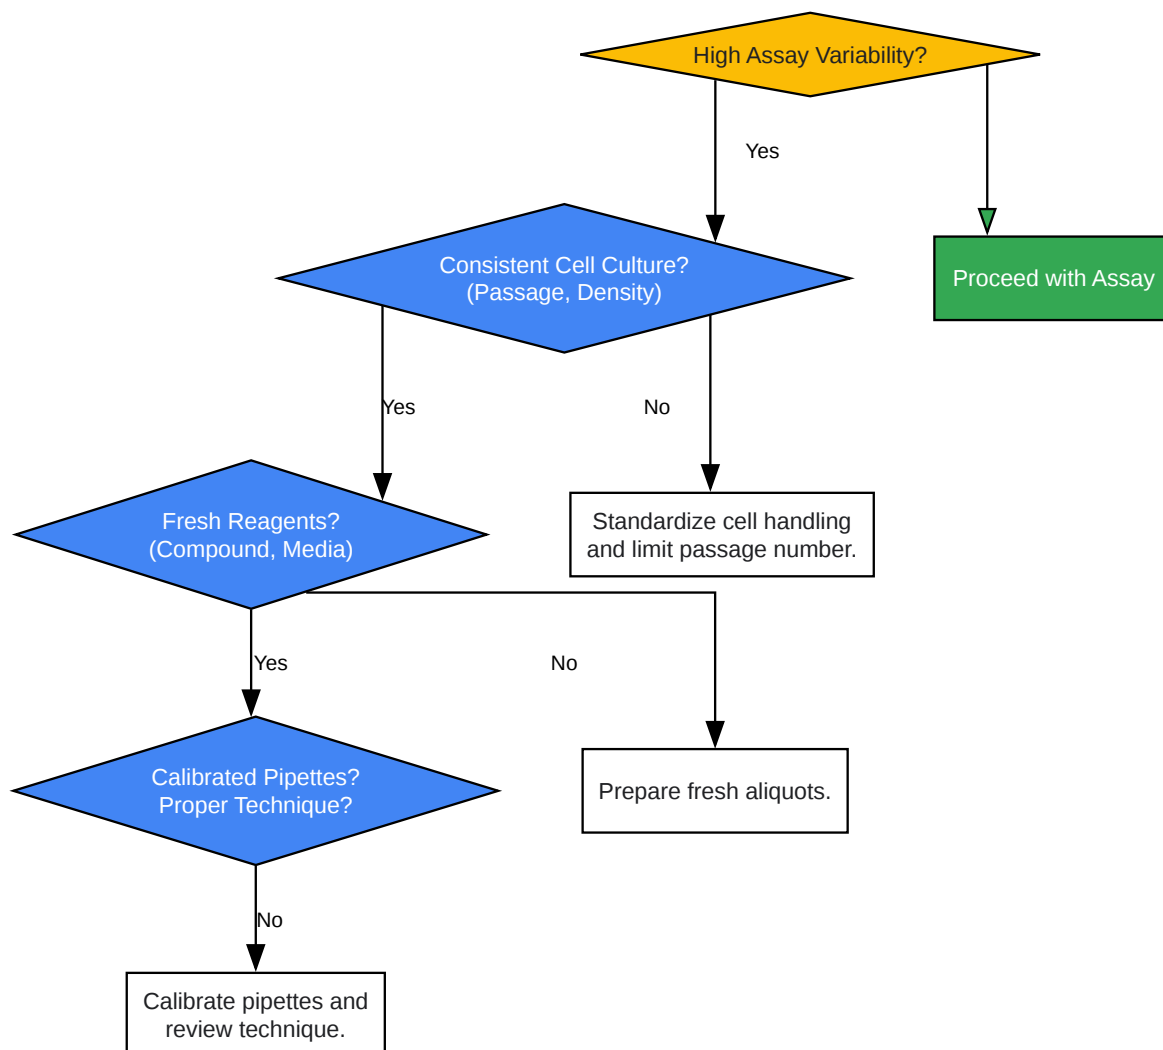 High Assay Variability?
Yes
Consistent Cell Culture?
(Passage, Density)
Proceed with Assay
Yes
No
Fresh Reagents?
(Compound, Media)
Standardize cell handling
and limit passage number.
Yes
No
Calibrated Pipettes?
Proper Technique?
Prepare fresh aliquots.
No
Calibrate pipettes and
review technique.